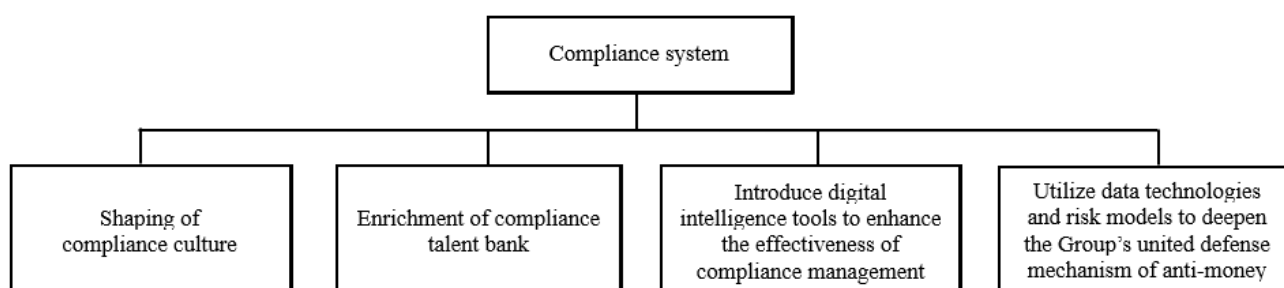 Compliance system
Shaping of
compliance culture
Enrichment of compliance
talent bank
Introduce digital
intelligence tools to enhance
the effectiveness of
compliance management
Utilize data technologies
and risk models to deepen
the Group’s united defense
mechanism of anti-money